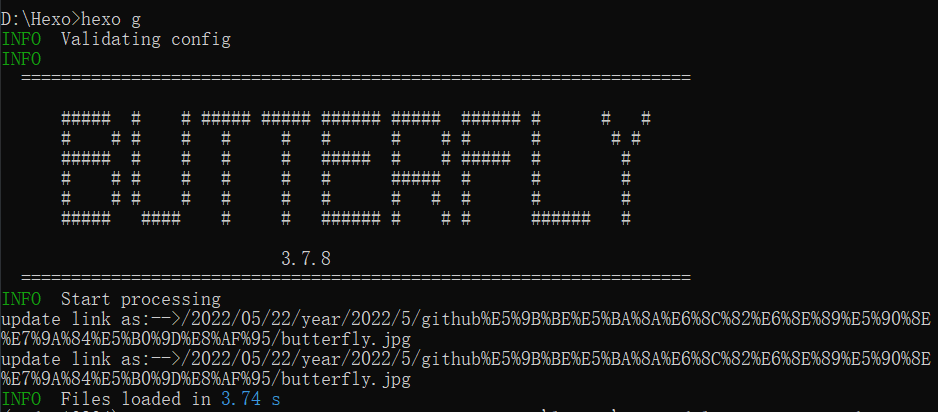 D:\Hexo>hexo g
INFO  Validating config
INFO
===================================================================
BUTTERFLY
3.7.8
===================================================================
INFO  Start processing
update link as:-->/2022/05/22/year/2022/5/github%E5%9B%BE%E5%BA%8A%E6%8C%82%E6%8E%89%E5%90%8E
%E7%9A%84%E5%B0%9D%E8%AF%95/butterfly.jpg
update link as:-->/2022/05/22/year/2022/5/github%E5%9B%BE%E5%BA%8A%E6%8C%82%E6%8E%89%E5%90%8E
%E7%9A%84%E5%B0%9D%E8%AF%95/butterfly.jpg
INFO  Files loaded in 3.74 s